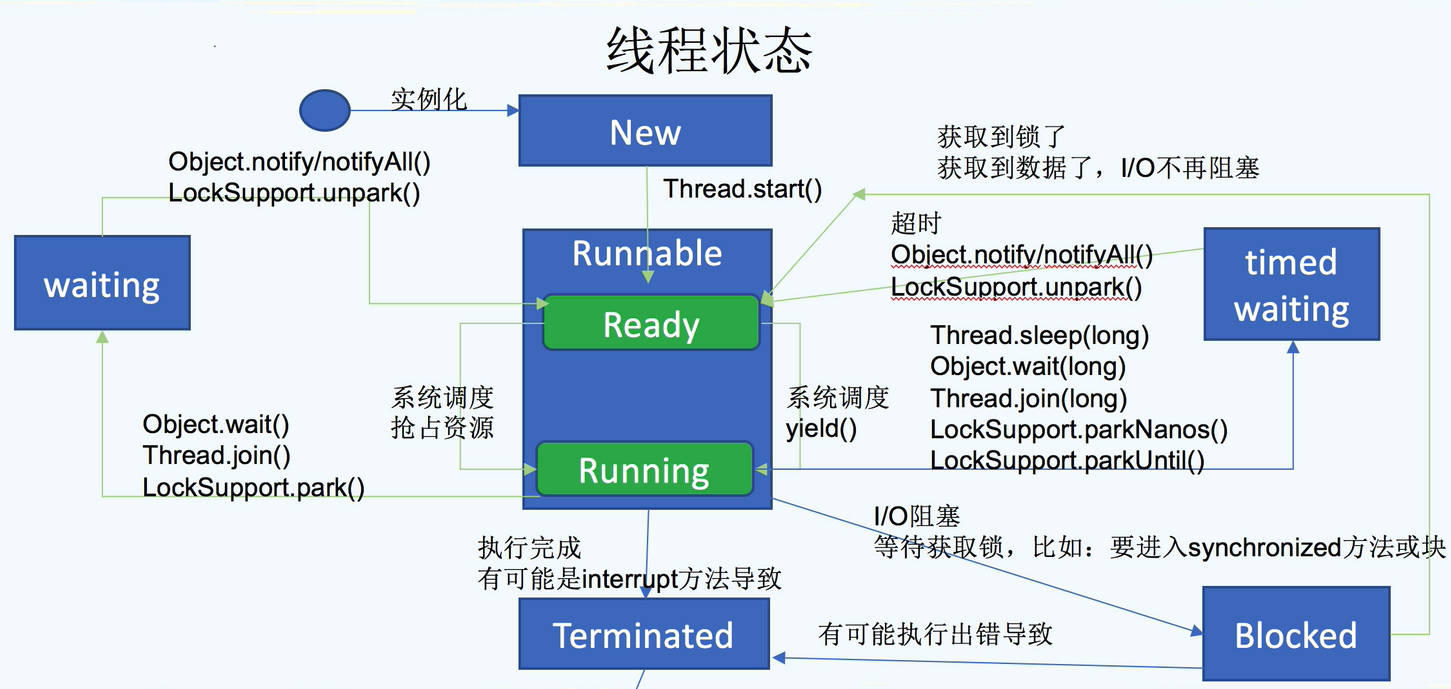 线程状态
实例化
New
Object.notify/notifyAll()
LockSupport.unpark()
Thread.start()
获取到锁了
获取到数据了，I/O不再阻塞
waiting
Runnable
Ready
超时
Object.notify/notifyAll()
LockSupport.unpark()
timed
waiting
Thread.sleep(long)
Object.wait(long)
Thread.join(long)
LockSupport.parkNanos()
LockSupport.parkUntil()
系统调度
抢占资源
系统调度
yield()
Object.wait()
Thread.join()
LockSupport.park()
Running
I/O阻塞
等待获取锁，比如：要进入synchronized方法或块
执行完成
有可能是interrupt方法导致
Terminated
有可能执行出错导致
Blocked